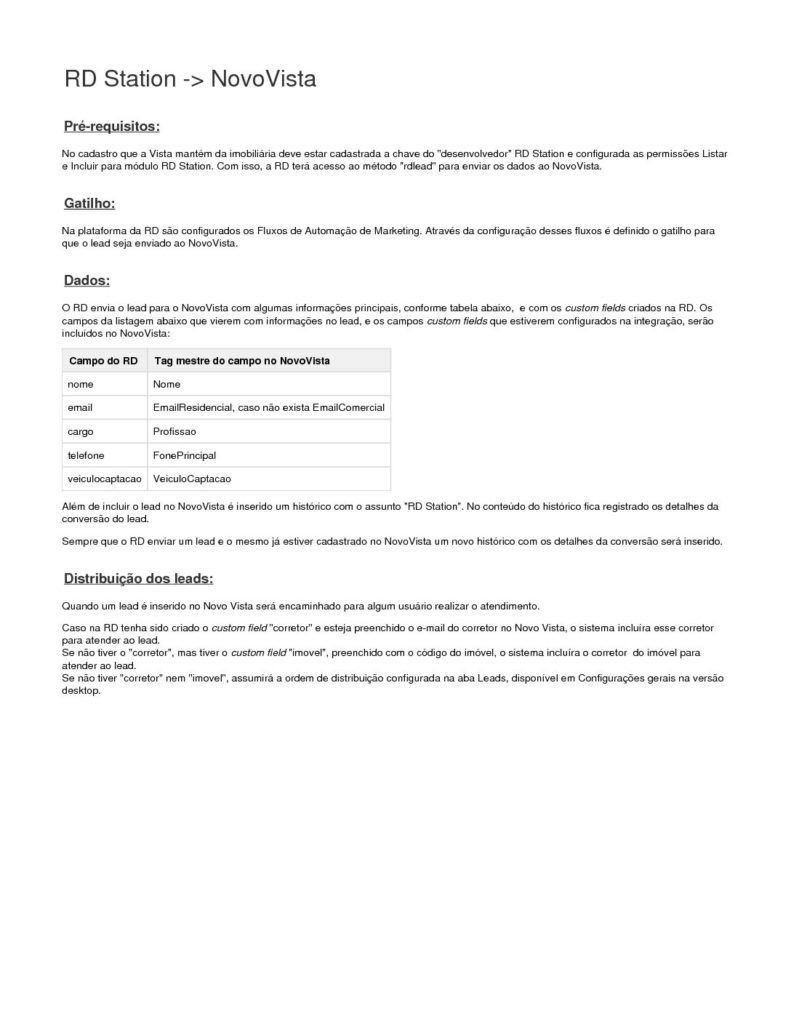 RD Station -> NovoVista
Pré-requisitos:
No cadastro que a Vista mantém da imobiliária deve estar cadastrada a chave do "desenvolvedor" RD Station e configurada as permissões Listar
e Incluir para módulo RD Station. Com isso, a RD terá acesso ao método "rdlead" para enviar os dados ao NovoVista.
Gatilho:
Na plataforma da RD são configurados os Fluxos de Automação de Marketing. Através da configuração desses fluxos é definido o gatilho para
que o lead seja enviado ao NovoVista.
Dados:
O RD envia o lead para o NovoVista com algumas informações principais, conforme tabela abaixo, e com os custom fields criados na RD. Os
campos da listagem abaixo que vierem com informações no lead, e os campos custom fields que estiverem configurados na integração, serão
incluídos no NovoVista:
Campo do RD Tag mestre do campo no NovoVista
nome Nome
email EmailResidencial, caso não exista EmailComercial
cargo Profissao
telefone FonePrincipal
veiculocaptacao VeiculoCaptacao
Além de incluir o lead no NovoVista é inserido um histórico com o assunto "RD Station". No conteúdo do histórico fica registrado os detalhes da
conversão do lead.
Sempre que o RD enviar um lead e o mesmo já estiver cadastrado no NovoVista um novo histórico com os detalhes da conversão será inserido.
Distribuição dos leads:
Quando um lead é inserido no Novo Vista será encaminhado para algum usuário realizar o atendimento.
Caso na RD tenha sido criado o custom field "corretor" e esteja preenchido o e-mail do corretor no Novo Vista, o sistema incluíra esse corretor
para atender ao lead.
Se não tiver o "corretor", mas tiver o custom field "imovel", preenchido com o código do imóvel, o sistema incluíra o corretor do imóvel para
atender ao lead.
Se não tiver "corretor" nem "imovel", assumirá a ordem de distribuição configurada na aba Leads, disponível em Configurações gerais na versão
desktop.